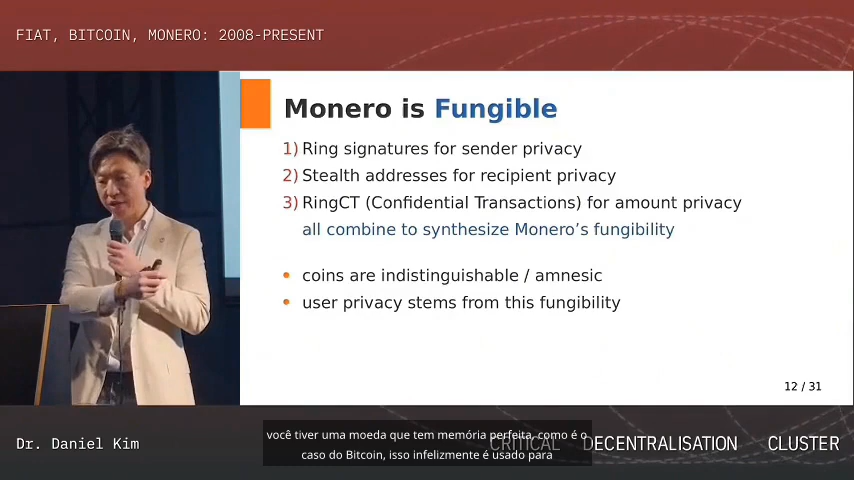 FIAT, BITCOIN, MONERO: 2008-PRESENT
Monero is Fungible
1) Ring signatures for sender privacy
2) Stealth addresses for recipient privacy
3) RingCT (Confidential Transactions) for amount privacy
all combine to synthesize Monero’s fungibility
• coins are indistinguishable / amnesic
• user privacy stems from this fungibility
12 / 31
Dr. Daniel Kim
CRITICAL DECENTRALISATION CLUSTER
você tiver uma moeda que tem memória perfeita, como é o
caso do Bitcoin, isso infelizmente é usado para